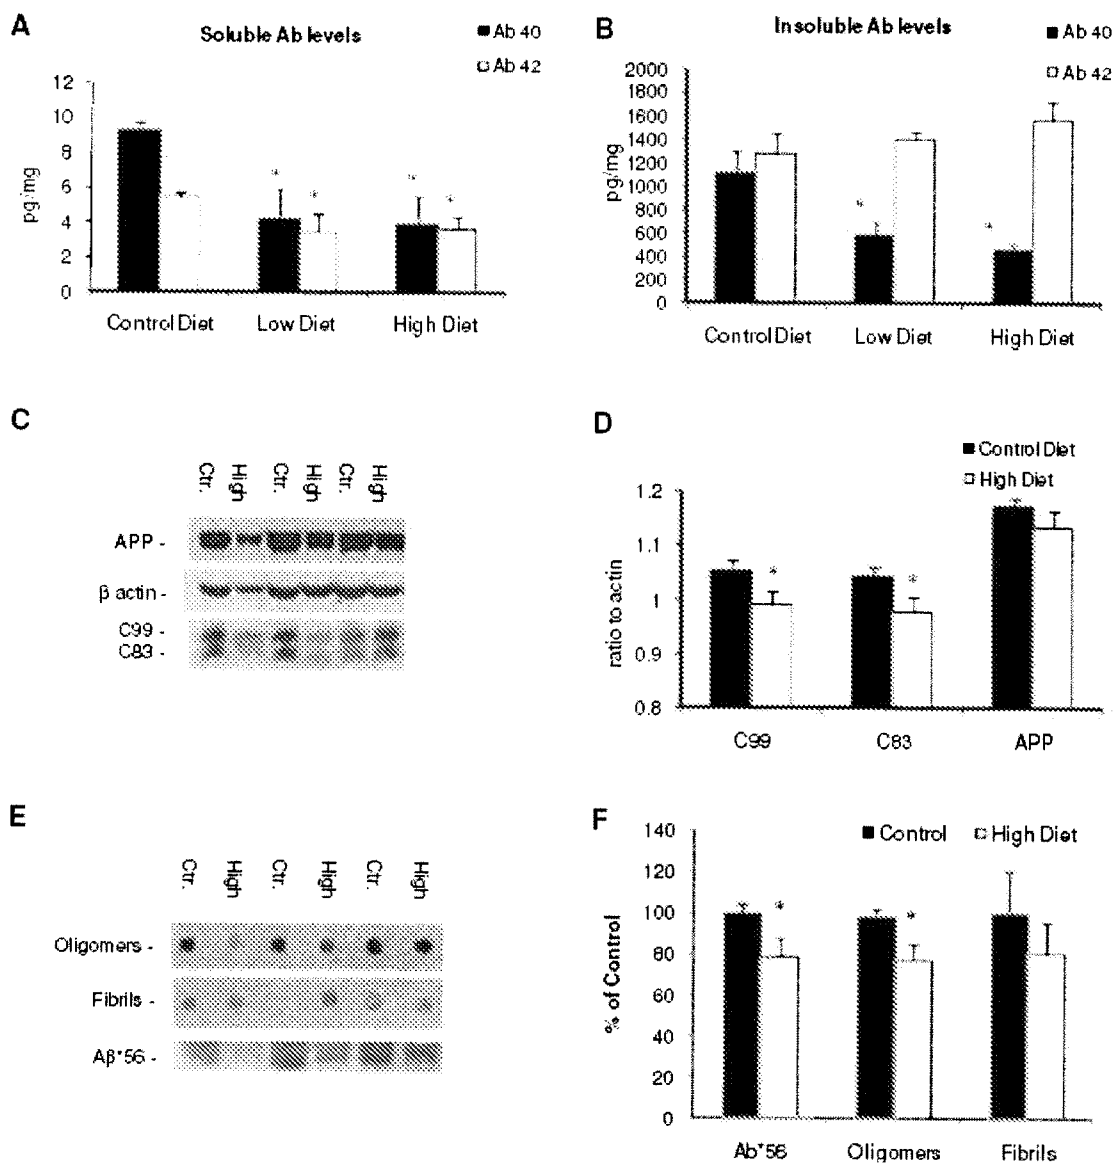 A
Soluble Ab levels
Ab 40
Ab 42
12
10
8
6
4
2
0
pg/mg
* * * *
Control Diet Low Diet High Diet
B
Insoluble Ab levels
Ab 40
Ab 42
2000
1800
1600
1400
1200
1000
800
600
400
200
0
pg/mg
* *
Control Diet Low Diet High Diet
C
Ctr. High Ctr. High Ctr. High
APP -
β actin -
C99 -
C83 -
D
Control Diet
High Diet
1.2
1.1
1
0.9
0.8
ratio to actin
* *
C99 C83 APP
E
Ctr. High Ctr. High Ctr. High
Oligomers -
Fibrils -
Aβ*56 -
F
Control High Diet
140
120
100
80
60
40
20
0
% of Control
* *
Ab*56 Oligomers Fibrils